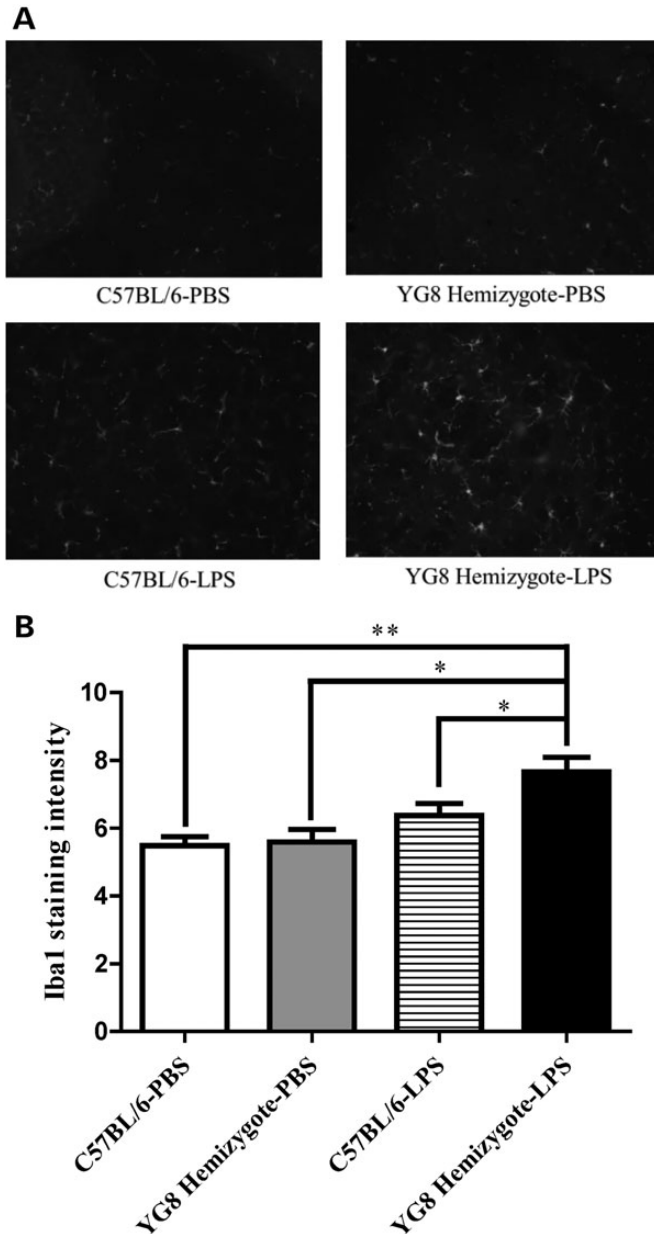 A
C57BL/6-PBS
YG8 Hemizygote-PBS
C57BL/6-LPS
YG8 Hemizygote-LPS
B
**
*
*
10
8
6
4
2
0
Iba1 staining intensity
C57BL/6-PBS
YG8 Hemizygote-PBS
C57BL/6-LPS
YG8 Hemizygote-LPS